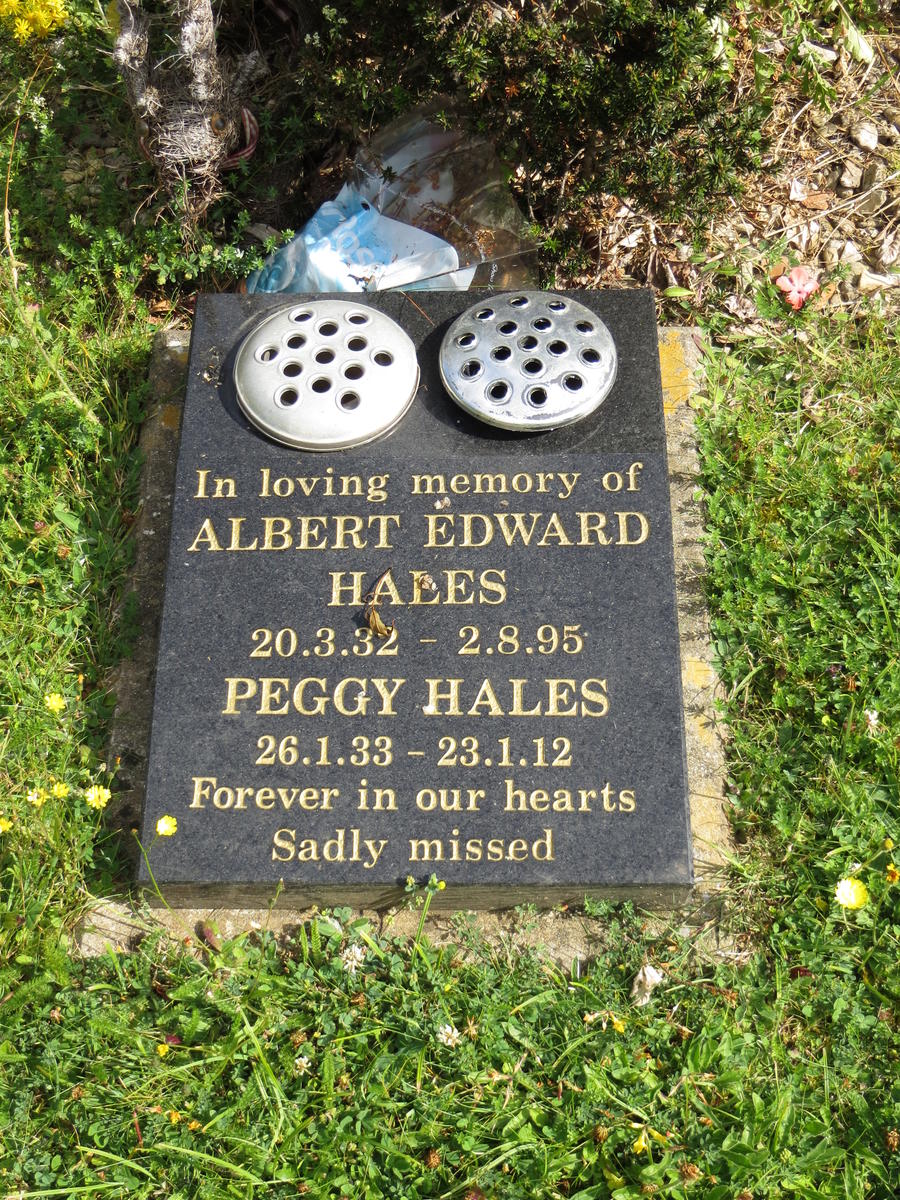 In loving memory of
ALBERT EDWARD
HALES
20.3.32 – 2.8.95
PEGGY HALES
26.1.33 – 23.1.12
Forever in our hearts
Sadly missed